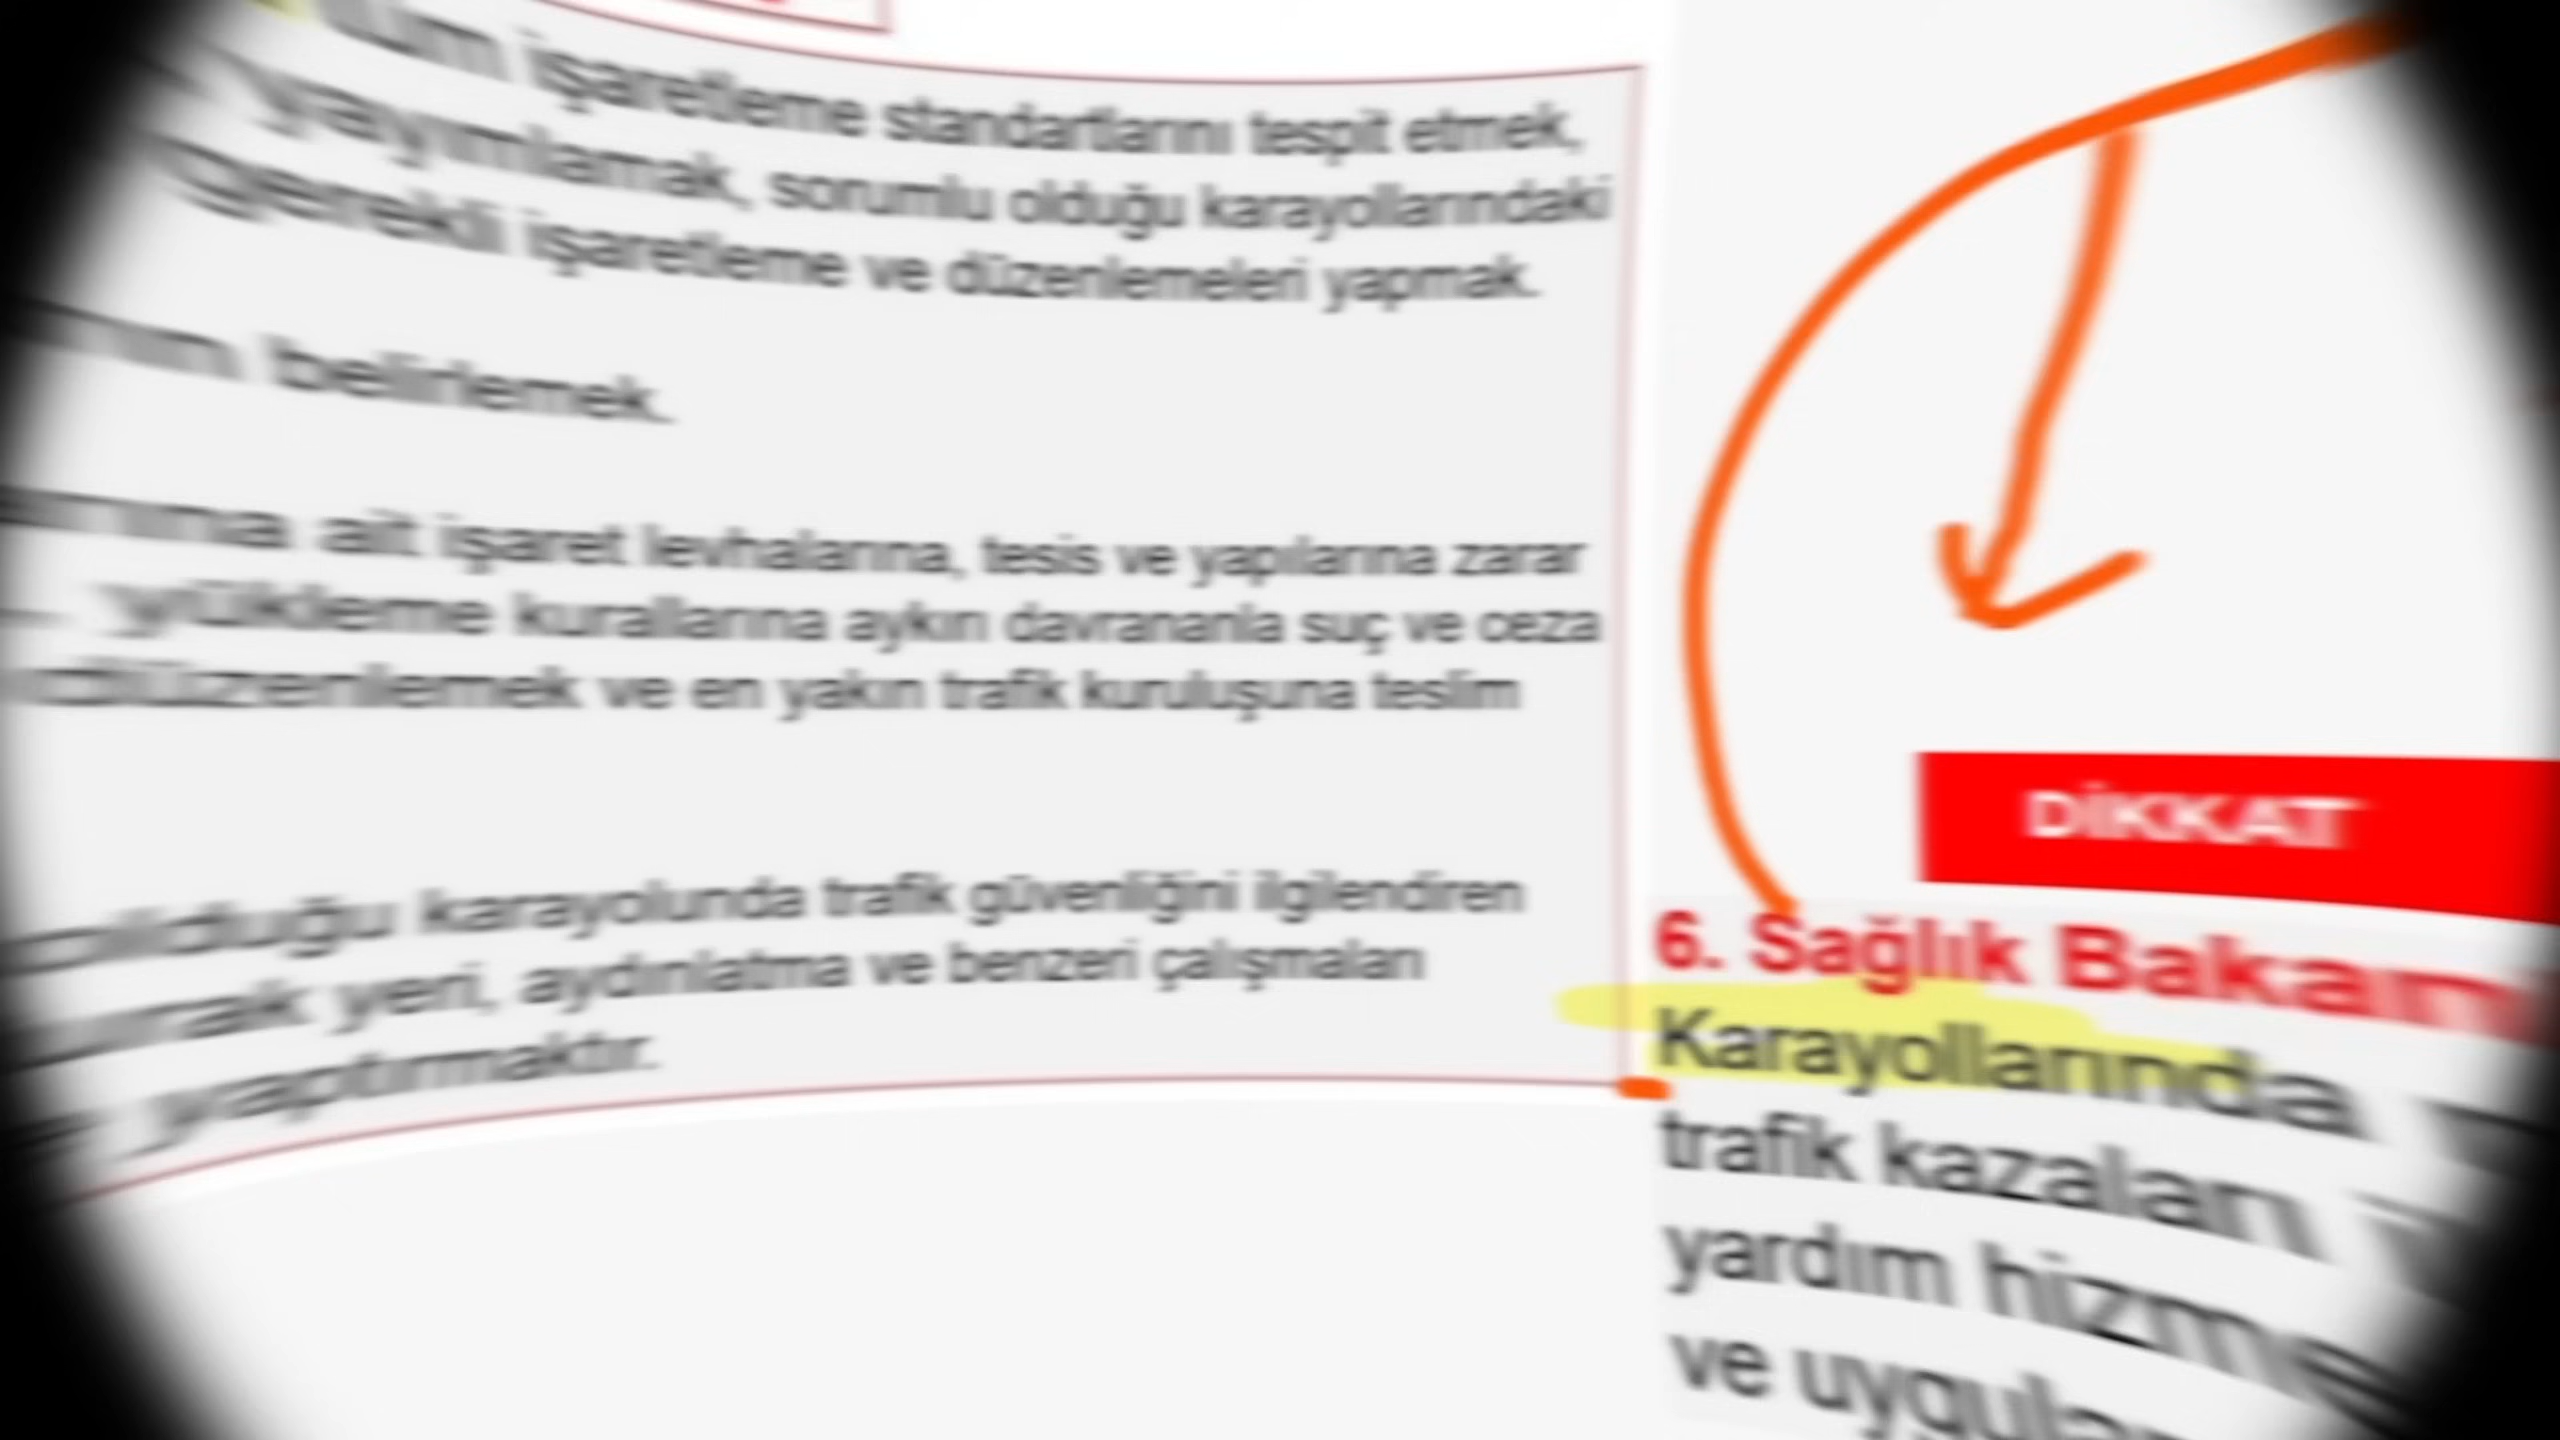 işaretleme standartlarını tespit etmek,
yayımlamak, sorumlu olduğu karayollarındaki
gerekli işaretleme ve düzenlemeleri yapmak.
belirlemek.
ait işaret levhalarına, tesis ve yapılarına zarar
yükleme kurallarına aykırı davrananla suç ve ceza
düzenlemek ve en yakın trafik kuruluşuna teslim
olduğu karayolunda trafik güvenliğini ilgilendiren
yeri, aydınlatma ve benzeri çalışmaları
yaptırmaktır.
DİKKAT
6. Sağlık
Karayollarında
trafik kazaları
yardım
ve